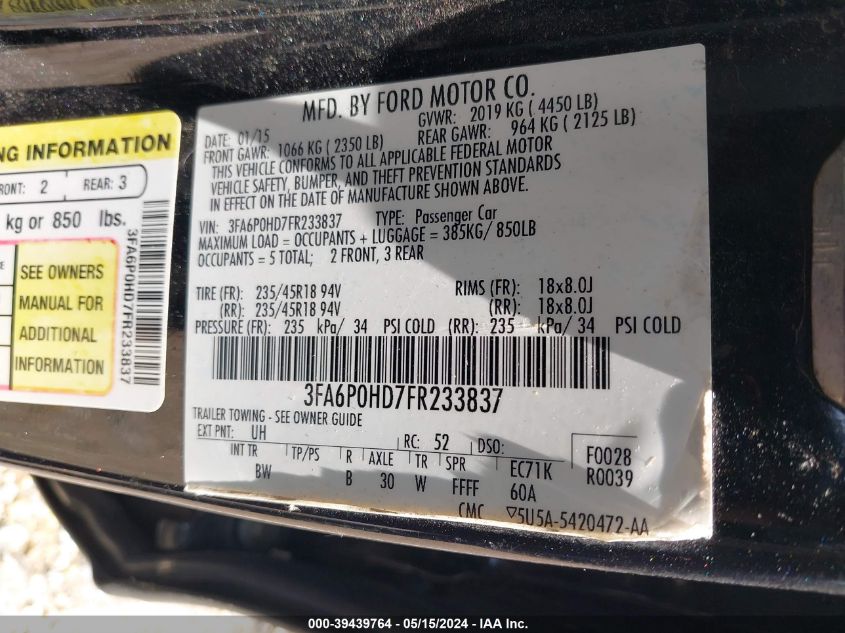 MFD. BY FORD MOTOR CO.
DATE: 01/15
GVWR: 2019 KG ( 4450 LB)
FRONT GAWR: 1066 KG ( 2350 LB)
REAR GAWR: 964 KG ( 2125 LB)
THIS VEHICLE CONFORMS TO ALL APPLICABLE FEDERAL MOTOR
VEHICLE SAFETY, BUMPER, AND THEFT PREVENTION STANDARDS
IN EFFECT ON THE DATE OF MANUFACTURE SHOWN ABOVE.
VIN: 3FA6P0HD7FR233837 TYPE: Passenger Car
MAXIMUM LOAD = OCCUPANTS + LUGGAGE = 385KG/ 850LB
OCCUPANTS = 5 TOTAL; 2 FRONT, 3 REAR
TIRE (FR): 235/45R18 94V RIMS (FR): 18x8.0J
(RR): 235/45R18 94V (RR): 18x8.0J
PRESSURE (FR): 235 kPa/ 34 PSI COLD (RR): 235 kPa/ 34 PSI COLD
3FA6P0HD7FR233837
TRAILER TOWING - SEE OWNER GUIDE
EXT PNT: UH RC: 52 DSO: F0028
R0039
INT TR TP/PS R AXLE TR SPR EC71K
BW B 30 W FFFF 60A
CMC ▽5U5A-5420472-AA
NG INFORMATION
FRONT: 2 REAR: 3
kg or 850 lbs.
SEE OWNERS
MANUAL FOR
ADDITIONAL
INFORMATION
3FA6P0HD7FR233837
000-39439764 - 05/15/2024 - IAA Inc.